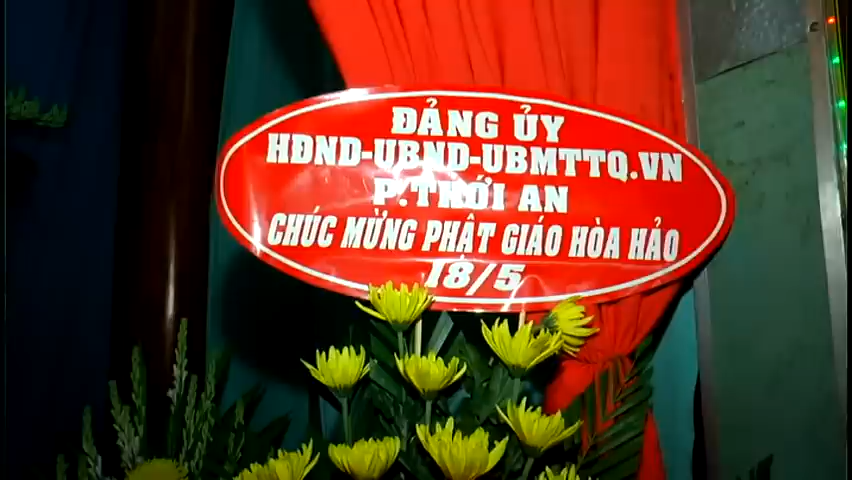 ĐẢNG ỦY
HĐND-UBND-UBMTTQ.VN
P.THỚI AN
CHÚC MỪNG PHẬT GIÁO HÒA HẢO
18/5